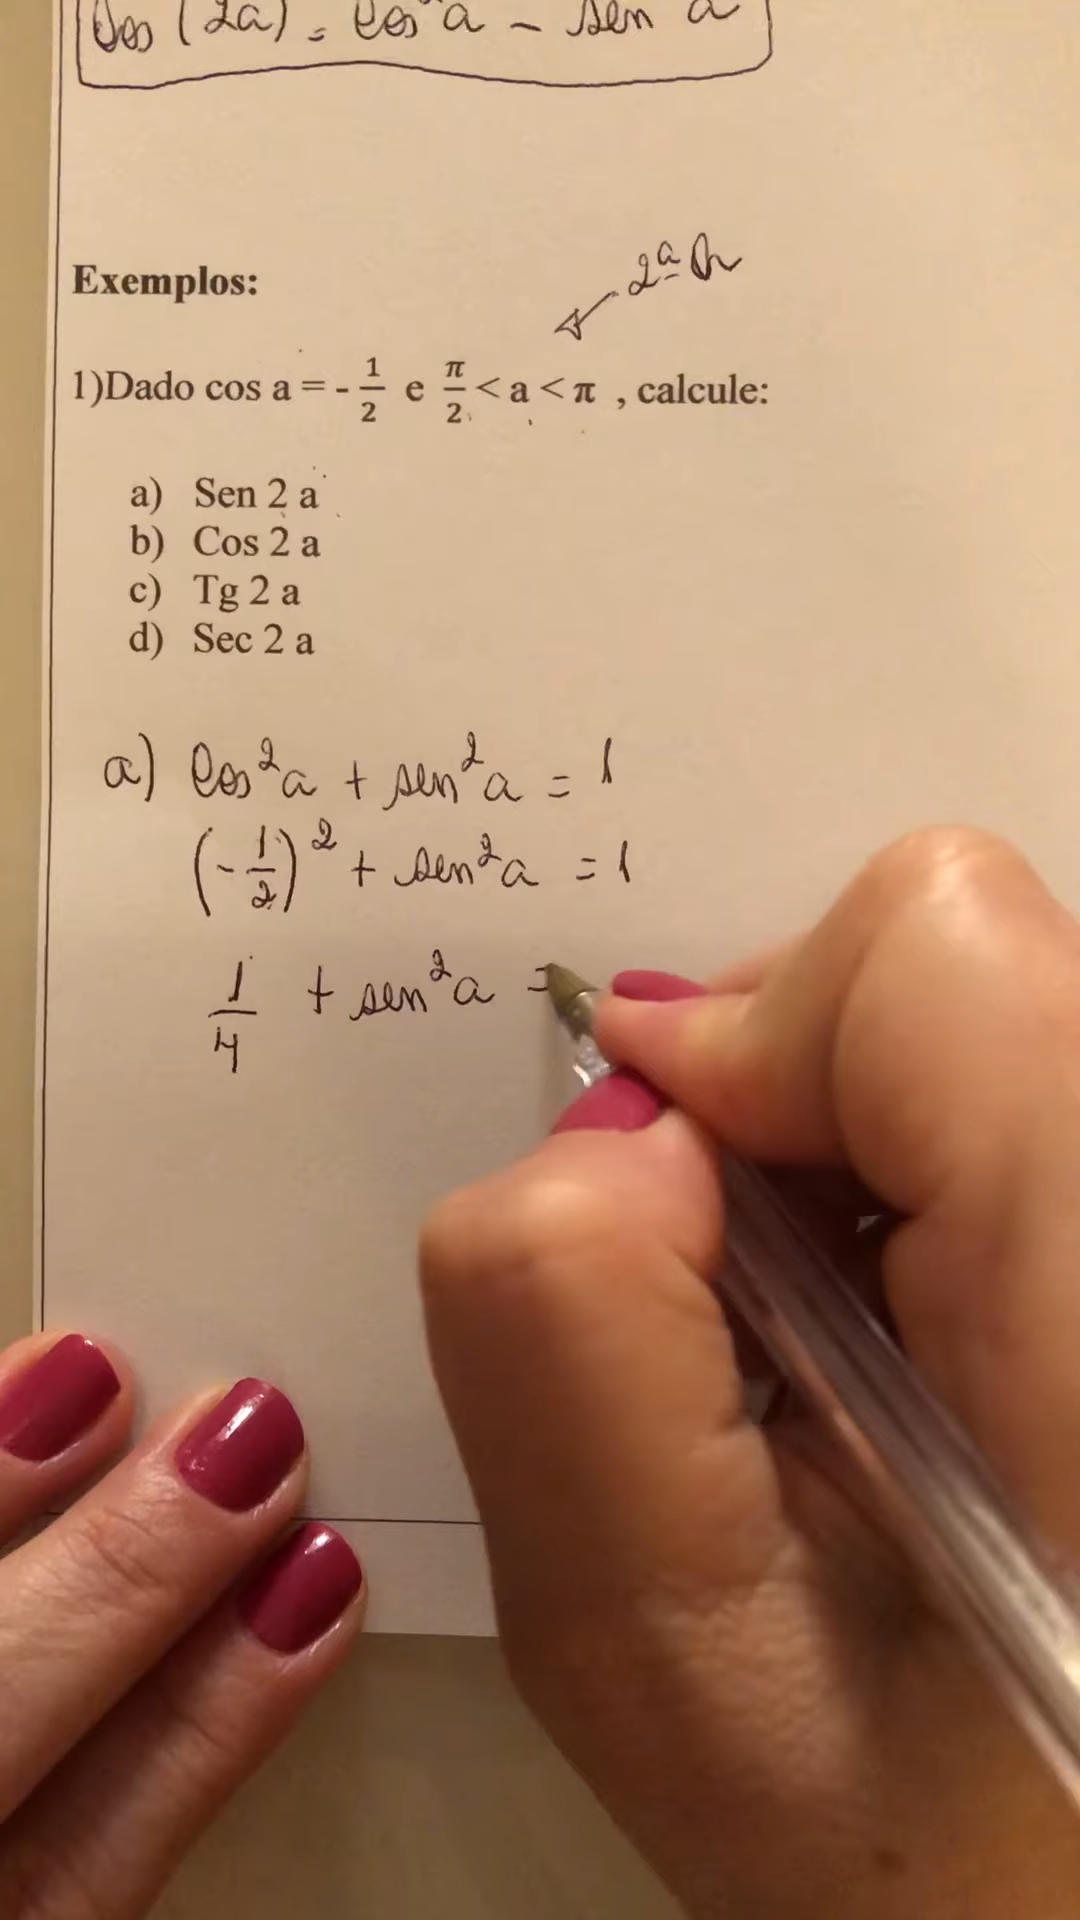 Cos (2a) = cos²a - sen a
Exemplos:
2ª Q
1)Dado cos a = - 1/2 e π/2 < a < π , calcule:
a) Sen 2 a
b) Cos 2 a
c) Tg 2 a
d) Sec 2 a
a) cos²a + sen²a = 1
(-1/2)² + sen²a = 1
1/4 + sen²a =